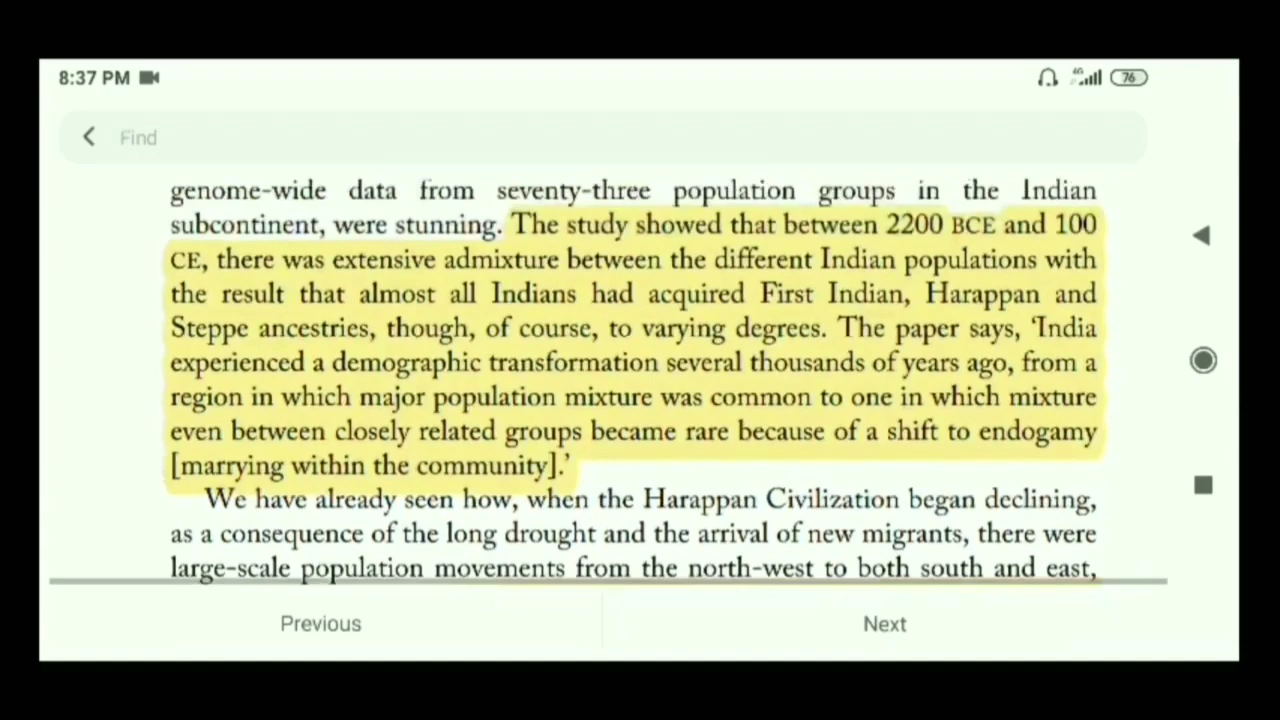 8:37 PM
4G
76
Find
genome-wide data from seventy-three population groups in the Indian
subcontinent, were stunning. The study showed that between 2200 BCE and 100
CE, there was extensive admixture between the different Indian populations with
the result that almost all Indians had acquired First Indian, Harappan and
Steppe ancestries, though, of course, to varying degrees. The paper says, ‘India
experienced a demographic transformation several thousands of years ago, from a
region in which major population mixture was common to one in which mixture
even between closely related groups became rare because of a shift to endogamy
[marrying within the community].’
We have already seen how, when the Harappan Civilization began declining,
as a consequence of the long drought and the arrival of new migrants, there were
large-scale population movements from the north-west to both south and east,
Previous
Next